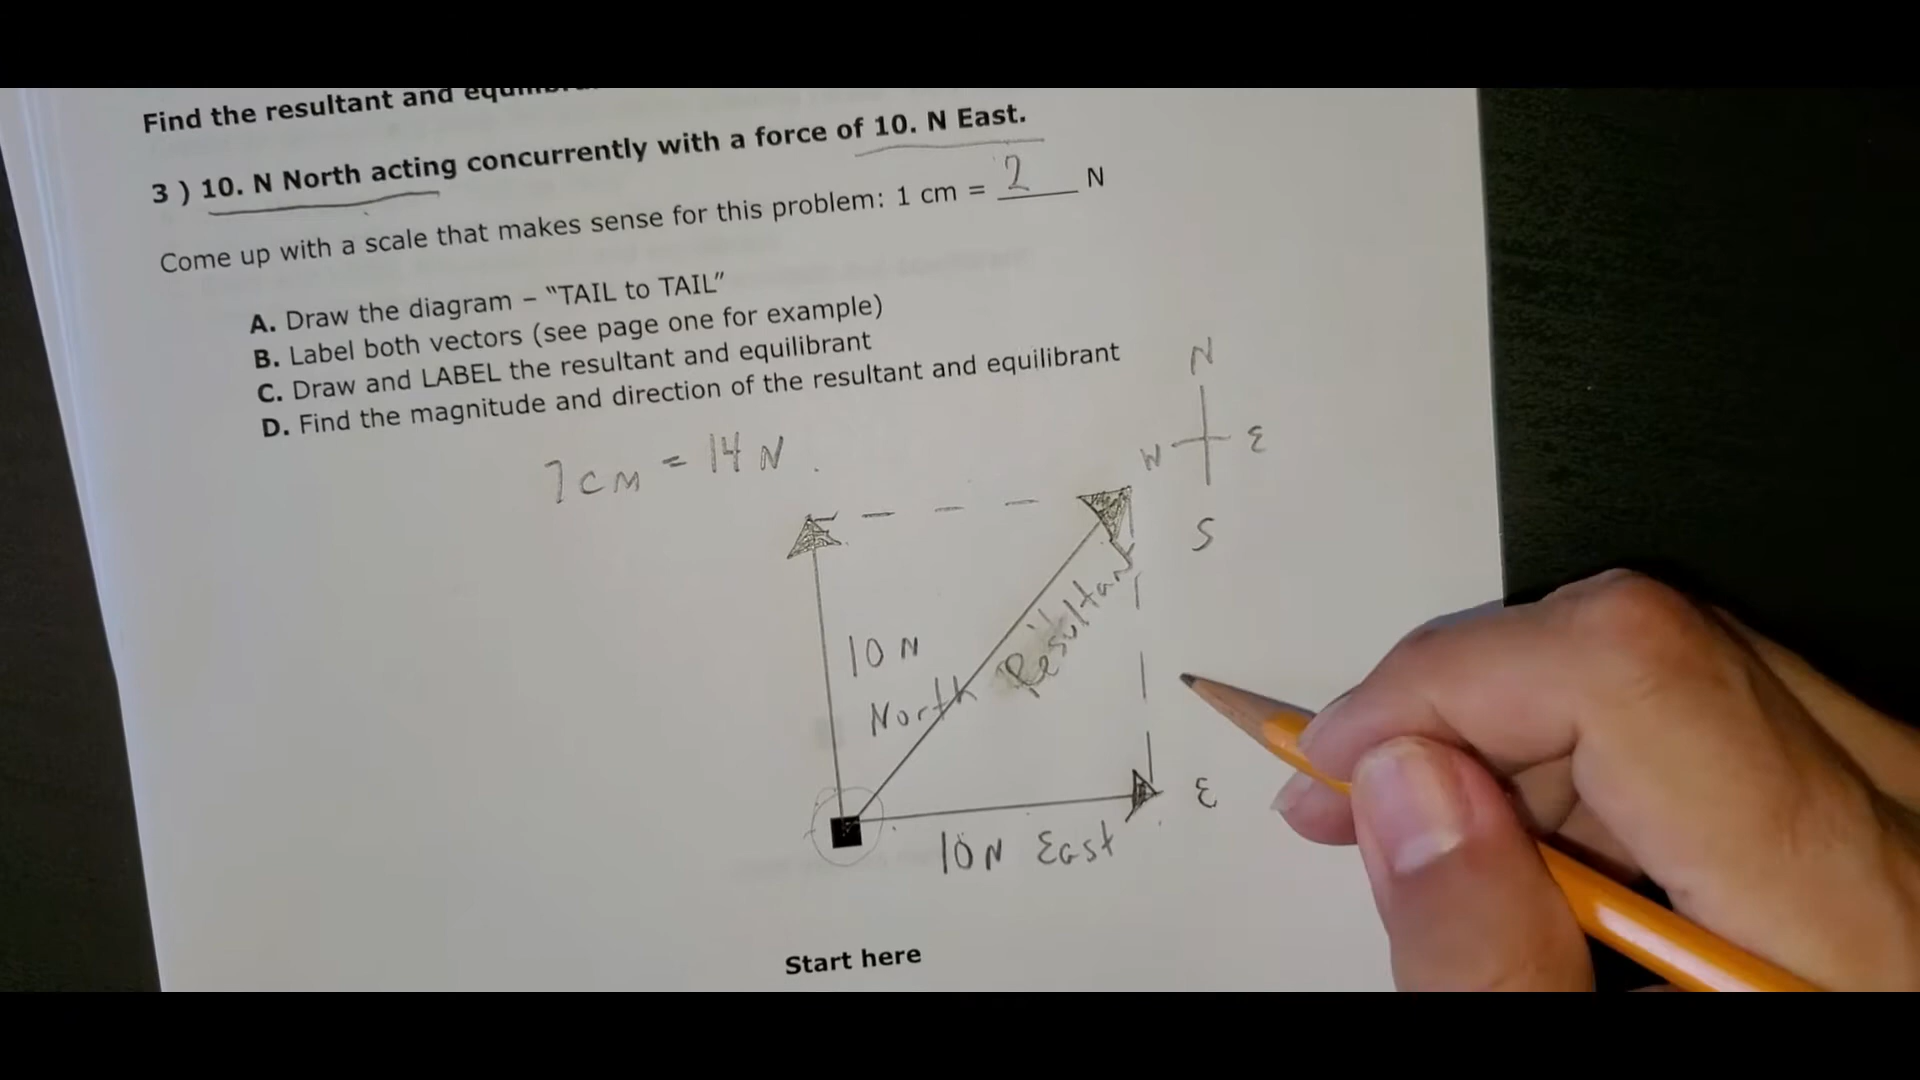 Find the resultant and
3 ) 10. N North acting concurrently with a force of 10. N East.
Come up with a scale that makes sense for this problem: 1 cm = 2 N
A. Draw the diagram – “TAIL to TAIL”
B. Label both vectors (see page one for example)
C. Draw and LABEL the resultant and equilibrant
D. Find the magnitude and direction of the resultant and equilibrant
7 cm = 14 N .
N
W E
S
Resultant
10 N
North
E
10N East
Start here